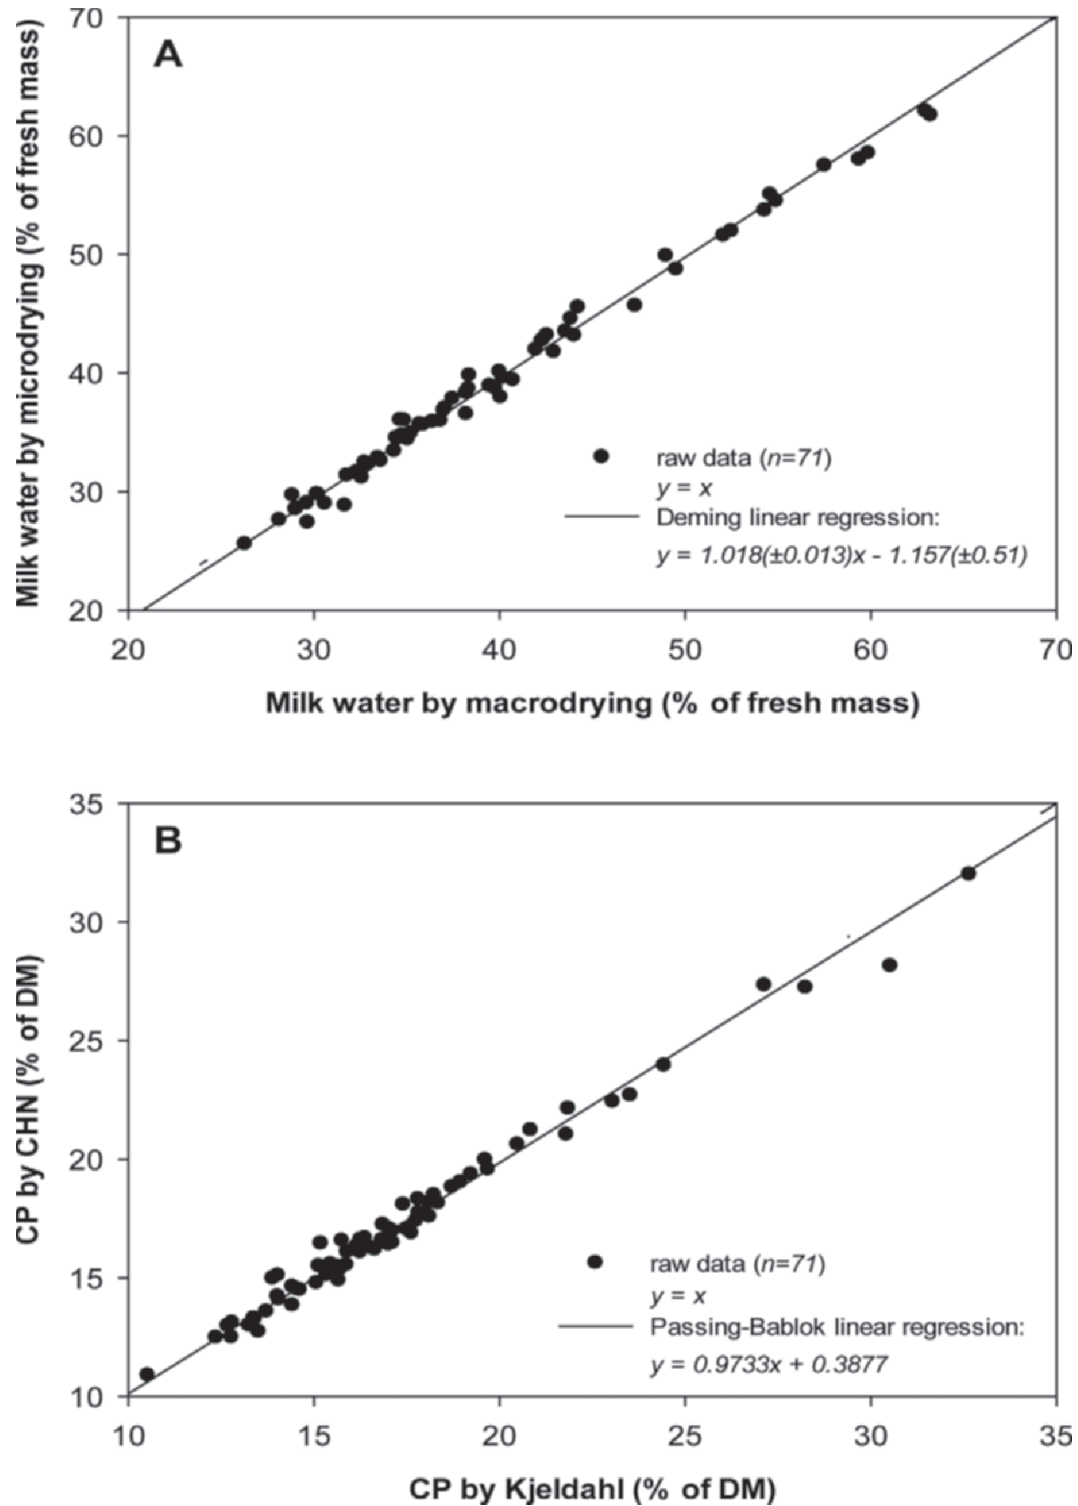 A
Milk water by microdrying (% of fresh mass)
70
60
50
40
30
20
raw data (n=71)
y = x
Deming linear regression:
y = 1.018(±0.013)x - 1.157(±0.51)
20 30 40 50 60 70
Milk water by macrodrying (% of fresh mass)
B
CP by CHN (% of DM)
35
30
25
20
15
10
raw data (n=71)
y = x
Passing-Bablok linear regression:
y = 0.9733x + 0.3877
10 15 20 25 30 35
CP by Kjeldahl (% of DM)